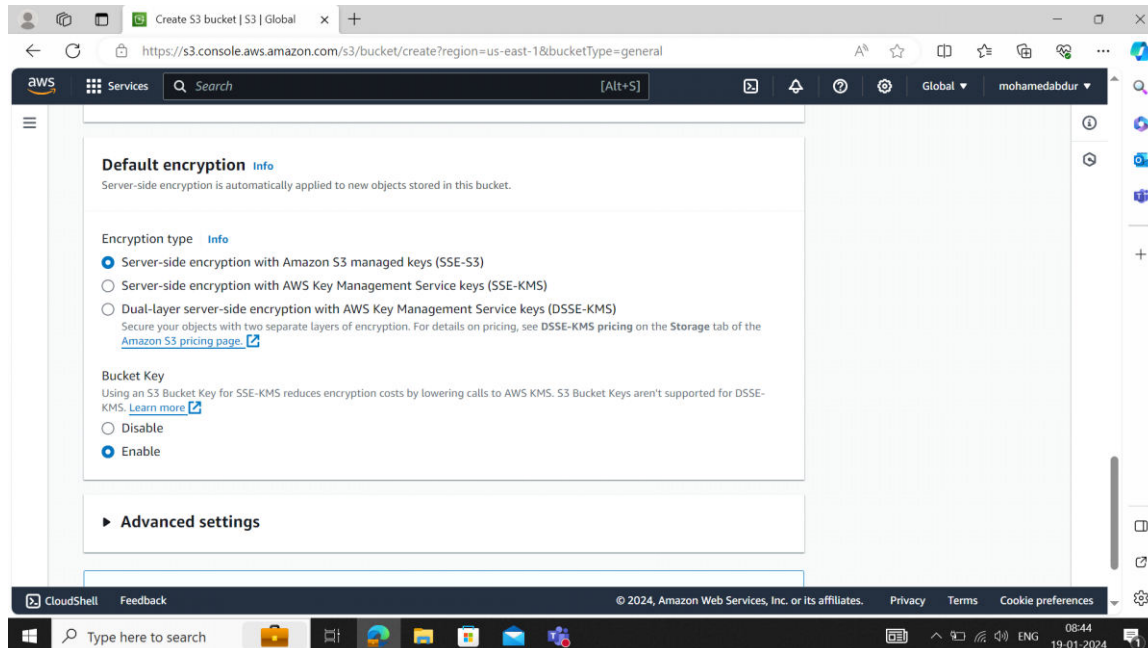 Create S3 bucket | S3 | Global
https://s3.console.aws.amazon.com/s3/bucket/create?region=us-east-1&bucketType=general
aws
Services
Search
[Alt+S]
Global
mohamedabdur
Default encryption Info
Server-side encryption is automatically applied to new objects stored in this bucket.
Encryption type Info
Server-side encryption with Amazon S3 managed keys (SSE-S3)
Server-side encryption with AWS Key Management Service keys (SSE-KMS)
Dual-layer server-side encryption with AWS Key Management Service keys (DSSE-KMS)
Secure your objects with two separate layers of encryption. For details on pricing, see DSSE-KMS pricing on the Storage tab of the
Amazon S3 pricing page.
Bucket Key
Using an S3 Bucket Key for SSE-KMS reduces encryption costs by lowering calls to AWS KMS. S3 Bucket Keys aren't supported for DSSE-
KMS. Learn more
Disable
Enable
Advanced settings
CloudShell Feedback © 2024, Amazon Web Services, Inc. or its affiliates. Privacy Terms Cookie preferences
Type here to search
ENG
08:44
19-01-2024